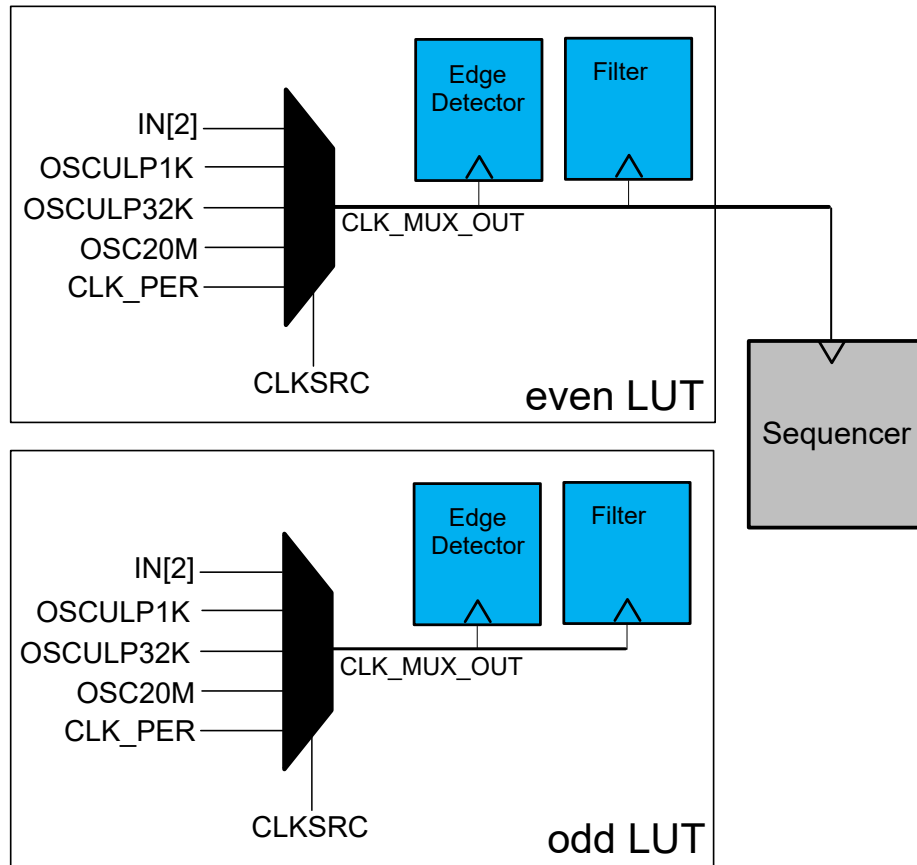 Edge
Detector
Filter
IN[2]
OSCULP1K
OSCULP32K
OSC20M
CLK_PER
CLK_MUX_OUT
CLKSRC
even LUT
Sequencer
Edge
Detector
Filter
IN[2]
OSCULP1K
OSCULP32K
OSC20M
CLK_PER
CLK_MUX_OUT
CLKSRC
odd LUT